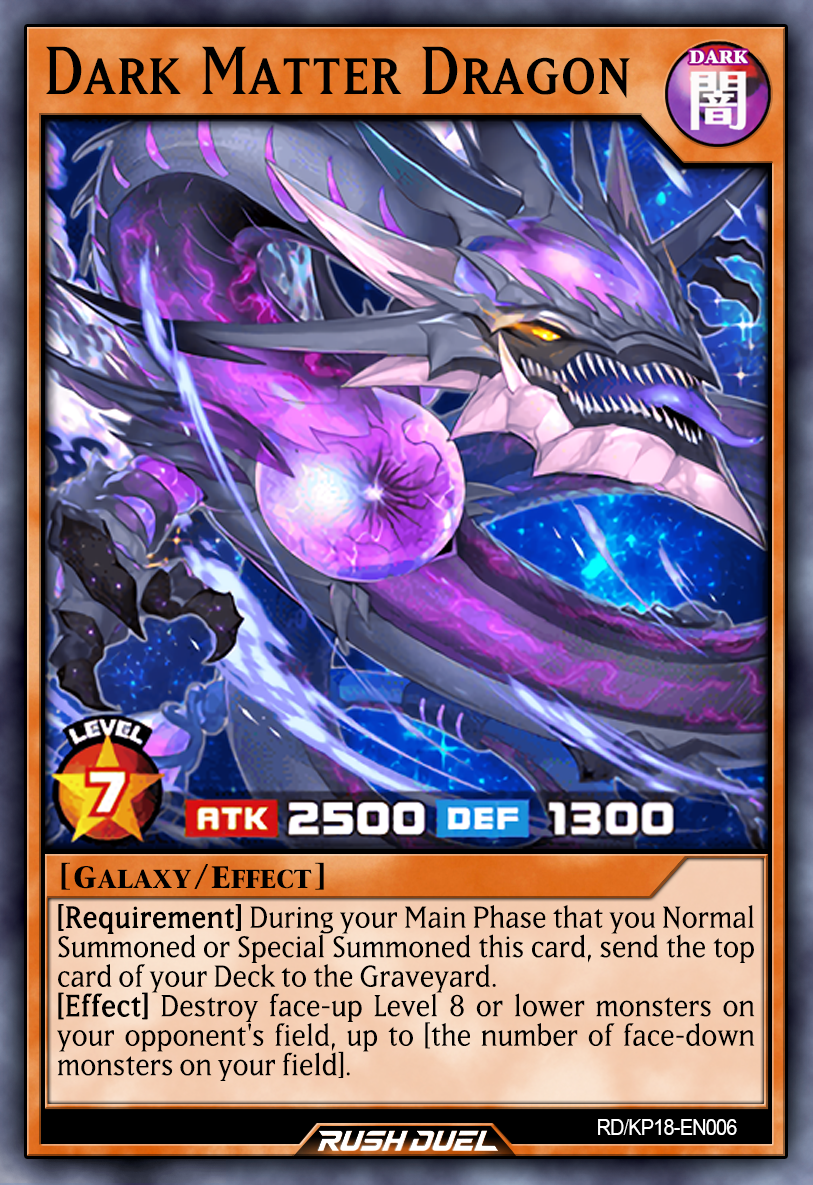 Dark Matter Dragon
DARK
闇
LEVEL
7
ATK 2500 DEF 1300
[Galaxy/Effect]
[Requirement] During your Main Phase that you Normal
Summoned or Special Summoned this card, send the top
card of your Deck to the Graveyard.
[Effect] Destroy face-up Level 8 or lower monsters on
your opponent's field, up to [the number of face-down
monsters on your field].
RD/KP18-EN006
RUSH DUEL